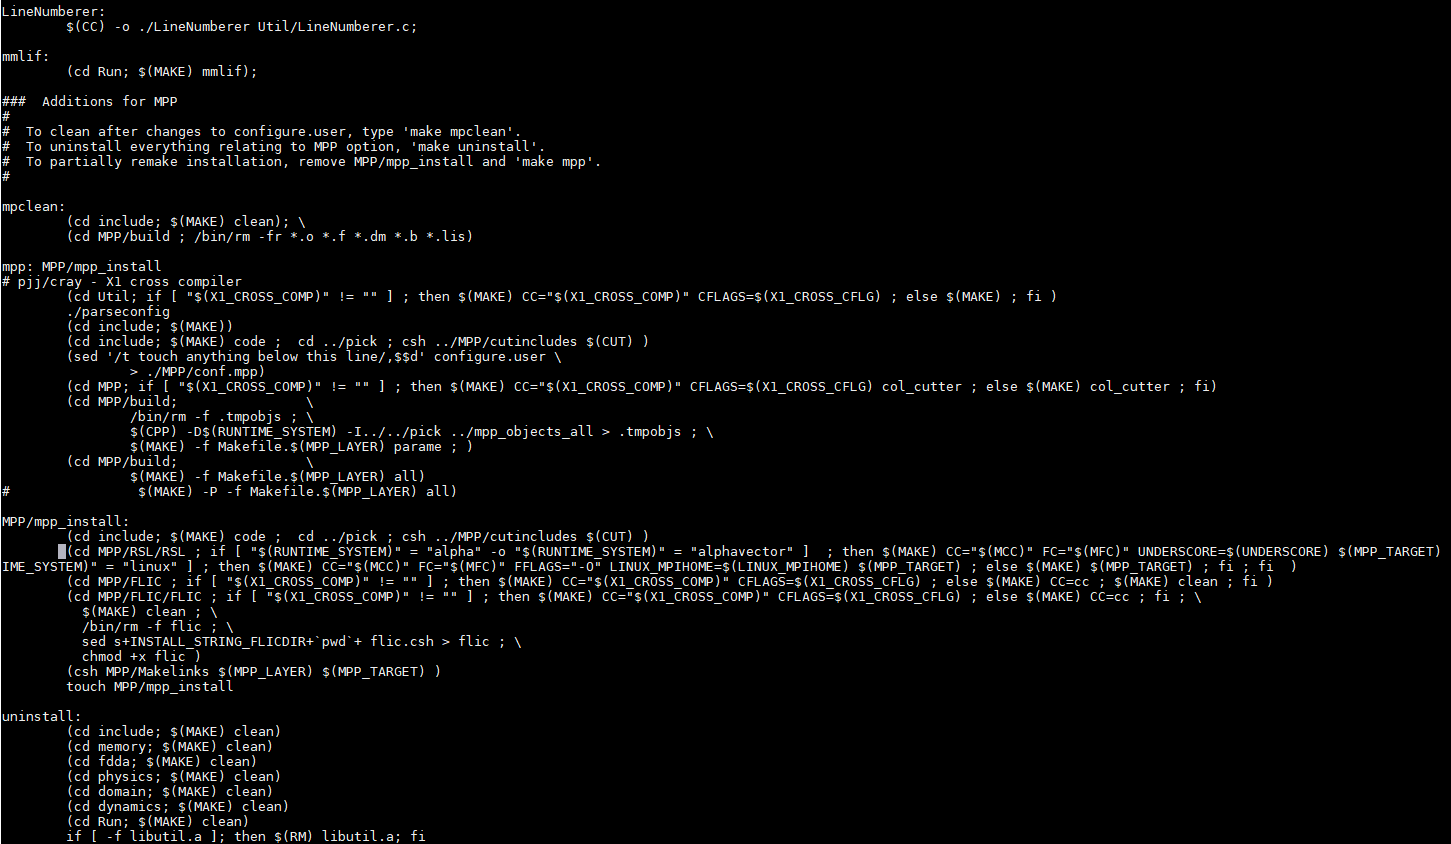 LineNumberer:
        $(CC) -o ./LineNumberer Util/LineNumberer.c;

mmlif:
        (cd Run; $(MAKE) mmlif);

###  Additions for MPP
#
#  To clean after changes to configure.user, type 'make mpclean'.
#  To uninstall everything relating to MPP option, 'make uninstall'.
#  To partially remake installation, remove MPP/mpp_install and 'make mpp'.
#

mpclean:
        (cd include; $(MAKE) clean); \
        (cd MPP/build ; /bin/rm -fr *.o *.f *.dm *.b *.lis)

mpp: MPP/mpp_install
# pjj/cray - X1 cross compiler
        (cd Util; if [ "$(X1_CROSS_COMP)" != "" ] ; then $(MAKE) CC="$(X1_CROSS_COMP)" CFLAGS=$(X1_CROSS_CFLG) ; else $(MAKE) ; fi )
        ./parseconfig
        (cd include; $(MAKE))
        (cd include; $(MAKE) code ;  cd ../pick ; csh ../MPP/cutincludes $(CUT) )
        (sed '/t touch anything below this line/,$$d' configure.user \
                > ./MPP/conf.mpp)
        (cd MPP; if [ "$(X1_CROSS_COMP)" != "" ] ; then $(MAKE) CC="$(X1_CROSS_COMP)" CFLAGS=$(X1_CROSS_CFLG) col_cutter ; else $(MAKE) col_cutter ; fi)
        (cd MPP/build;                \
                /bin/rm -f .tmpobjs ; \
                $(CPP) -D$(RUNTIME_SYSTEM) -I../../pick ../mpp_objects_all > .tmpobjs ; \
                $(MAKE) -f Makefile.$(MPP_LAYER) parame ; )
        (cd MPP/build;                \
                $(MAKE) -f Makefile.$(MPP_LAYER) all)
#                $(MAKE) -P -f Makefile.$(MPP_LAYER) all)

MPP/mpp_install:
        (cd include; $(MAKE) code ;  cd ../pick ; csh ../MPP/cutincludes $(CUT) )
        (cd MPP/RSL/RSL ; if [ "$(RUNTIME_SYSTEM)" = "alpha" -o "$(RUNTIME_SYSTEM)" = "alphavector" ]  ; then $(MAKE) CC="$(MCC)" FC="$(MFC)" UNDERSCORE=$(UNDERSCORE) $(MPP_TARGET)
IME_SYSTEM)" = "linux" ] ; then $(MAKE) CC="$(MCC)" FC="$(MFC)" FFLAGS="-O" LINUX_MPIHOME=$(LINUX_MPIHOME) $(MPP_TARGET) ; else $(MAKE) $(MPP_TARGET) ; fi ; fi  )
        (cd MPP/FLIC ; if [ "$(X1_CROSS_COMP)" != "" ] ; then $(MAKE) CC="$(X1_CROSS_COMP)" CFLAGS=$(X1_CROSS_CFLG) ; else $(MAKE) CC=cc ; $(MAKE) clean ; fi )
        (cd MPP/FLIC/FLIC ; if [ "$(X1_CROSS_COMP)" != "" ] ; then $(MAKE) CC="$(X1_CROSS_COMP)" CFLAGS=$(X1_CROSS_CFLG) ; else $(MAKE) CC=cc ; fi ; \
          $(MAKE) clean ; \
          /bin/rm -f flic ; \
          sed s+INSTALL_STRING_FLICDIR+`pwd`+ flic.csh > flic ; \
          chmod +x flic )
        (csh MPP/Makelinks $(MPP_LAYER) $(MPP_TARGET) )
        touch MPP/mpp_install

uninstall:
        (cd include; $(MAKE) clean)
        (cd memory; $(MAKE) clean)
        (cd fdda; $(MAKE) clean)
        (cd physics; $(MAKE) clean)
        (cd domain; $(MAKE) clean)
        (cd dynamics; $(MAKE) clean)
        (cd Run; $(MAKE) clean)
        if [ -f libutil.a ]; then $(RM) libutil.a; fi